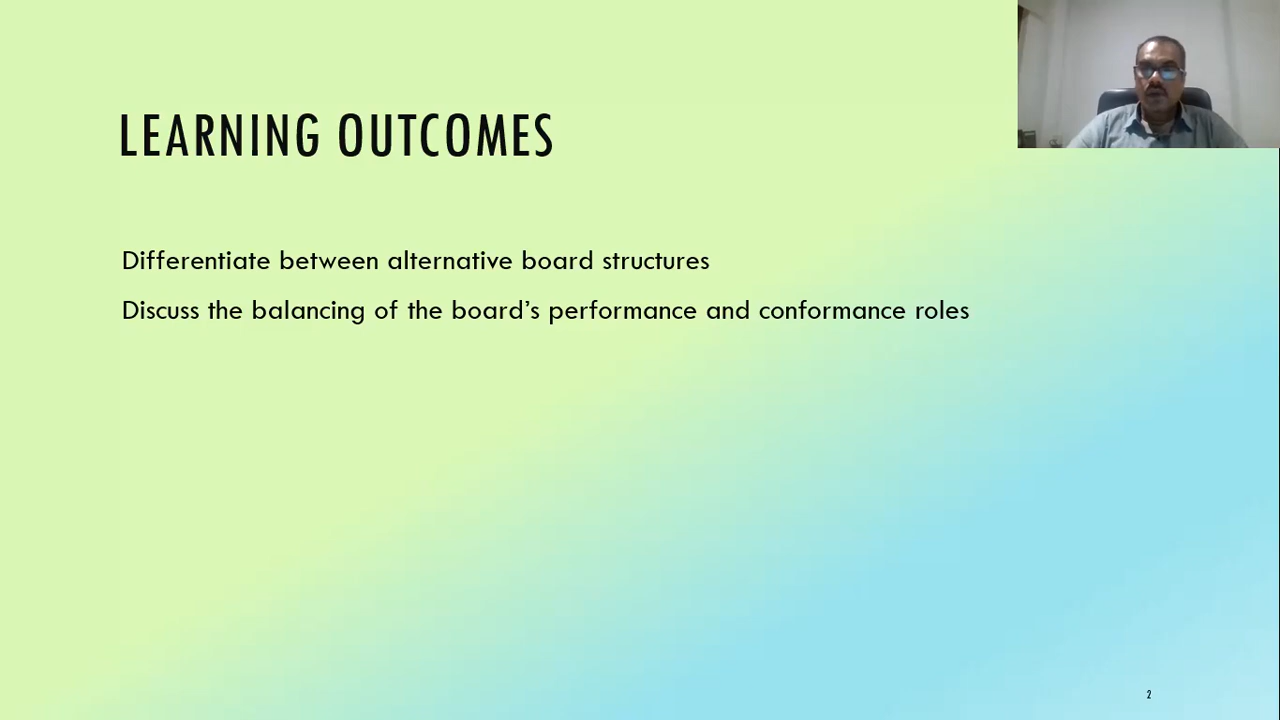 LEARNING OUTCOMES
Differentiate between alternative board structures
Discuss the balancing of the board’s performance and conformance roles
2